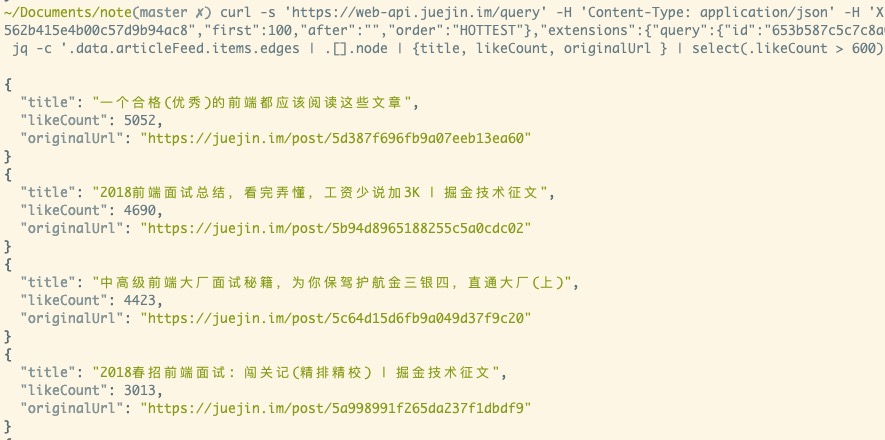 ~/Documents/note(master ✗) curl -s 'https://web-api.juejin.im/query' -H 'Content-Type: application/json' -H 'X
562b415e4b00c57d9b94ac8","first":100,"after":"","order":"HOTTEST"},"extensions":{"query":{"id":"653b587c5c7c8a
jq -c '.data.articleFeed.items.edges | .[].node | {title, likeCount, originalUrl } | select(.likeCount > 600)
{
"title": "一个合格(优秀)的前端都应该阅读这些文章",
"likeCount": 5052,
"originalUrl": "https://juejin.im/post/5d387f696fb9a07eeb13ea60"
}
{
"title": "2018前端面试总结，看完弄懂，工资少说加3K | 掘金技术征文",
"likeCount": 4690,
"originalUrl": "https://juejin.im/post/5b94d8965188255c5a0cdc02"
}
{
"title": "中高级前端大厂面试秘籍，为你保驾护航金三银四，直通大厂(上)",
"likeCount": 4423,
"originalUrl": "https://juejin.im/post/5c64d15d6fb9a049d37f9c20"
}
{
"title": "2018春招前端面试: 闯关记(精排精校) | 掘金技术征文",
"likeCount": 3013,
"originalUrl": "https://juejin.im/post/5a998991f265da237f1dbdf9"
}